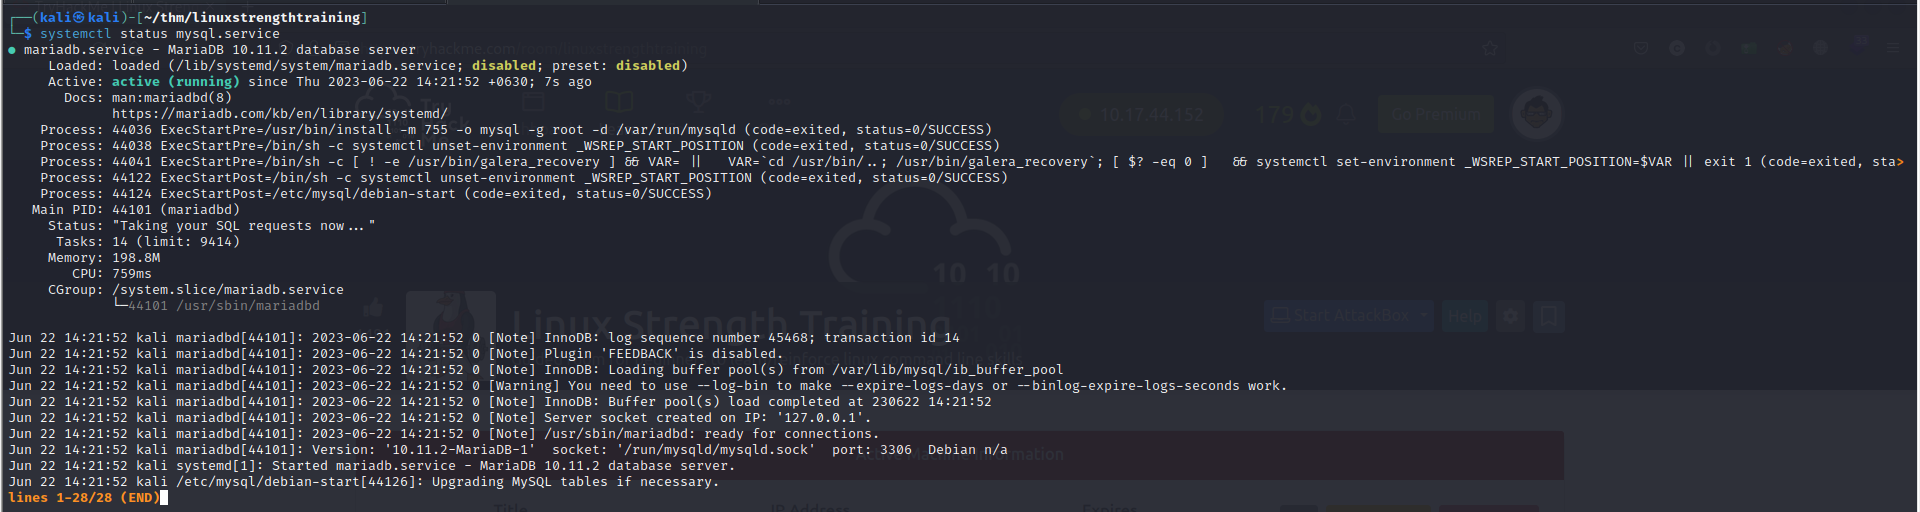 ┌──(kali㉿kali)-[~/thm/linuxstrengthtraining]
└─$ systemctl status mysql.service
● mariadb.service - MariaDB 10.11.2 database server
Loaded: loaded (/lib/systemd/system/mariadb.service; disabled; preset: disabled)
Active: active (running) since Thu 2023-06-22 14:21:52 +0630; 7s ago
Docs: man:mariadbd(8)
https://mariadb.com/kb/en/library/systemd/
Process: 44036 ExecStartPre=/usr/bin/install -m 755 -o mysql -g root -d /var/run/mysqld (code=exited, status=0/SUCCESS)
Process: 44038 ExecStartPre=/bin/sh -c systemctl unset-environment _WSREP_START_POSITION (code=exited, status=0/SUCCESS)
Process: 44041 ExecStartPre=/bin/sh -c [ ! -e /usr/bin/galera_recovery ] && VAR= || VAR=`cd /usr/bin/..; /usr/bin/galera_recovery`; [ $? -eq 0 ] && systemctl set-environment _WSREP_START_POSITION=$VAR || exit 1 (code=exited, sta>
Process: 44122 ExecStartPost=/bin/sh -c systemctl unset-environment _WSREP_START_POSITION (code=exited, status=0/SUCCESS)
Process: 44124 ExecStartPost=/etc/mysql/debian-start (code=exited, status=0/SUCCESS)
Main PID: 44101 (mariadbd)
Status: "Taking your SQL requests now..."
Tasks: 14 (limit: 9414)
Memory: 198.8M
CPU: 759ms
CGroup: /system.slice/mariadb.service
└─44101 /usr/sbin/mariadbd
Jun 22 14:21:52 kali mariadbd[44101]: 2023-06-22 14:21:52 0 [Note] InnoDB: log sequence number 45468; transaction id 14
Jun 22 14:21:52 kali mariadbd[44101]: 2023-06-22 14:21:52 0 [Note] Plugin 'FEEDBACK' is disabled.
Jun 22 14:21:52 kali mariadbd[44101]: 2023-06-22 14:21:52 0 [Note] InnoDB: Loading buffer pool(s) from /var/lib/mysql/ib_buffer_pool
Jun 22 14:21:52 kali mariadbd[44101]: 2023-06-22 14:21:52 0 [Warning] You need to use --log-bin to make --expire-logs-days or --binlog-expire-logs-seconds work.
Jun 22 14:21:52 kali mariadbd[44101]: 2023-06-22 14:21:52 0 [Note] InnoDB: Buffer pool(s) load completed at 230622 14:21:52
Jun 22 14:21:52 kali mariadbd[44101]: 2023-06-22 14:21:52 0 [Note] Server socket created on IP: '127.0.0.1'.
Jun 22 14:21:52 kali mariadbd[44101]: 2023-06-22 14:21:52 0 [Note] /usr/sbin/mariadbd: ready for connections.
Jun 22 14:21:52 kali mariadbd[44101]: Version: '10.11.2-MariaDB-1' socket: '/run/mysqld/mysqld.sock' port: 3306 Debian n/a
Jun 22 14:21:52 kali systemd[1]: Started mariadb.service - MariaDB 10.11.2 database server.
Jun 22 14:21:52 kali /etc/mysql/debian-start[44126]: Upgrading MySQL tables if necessary.
lines 1-28/28 (END)
10.17.44.152
179
Go Premium
10 10
Linux Strength Training
Start AttackBox
Help
Title
IP Address
Expires